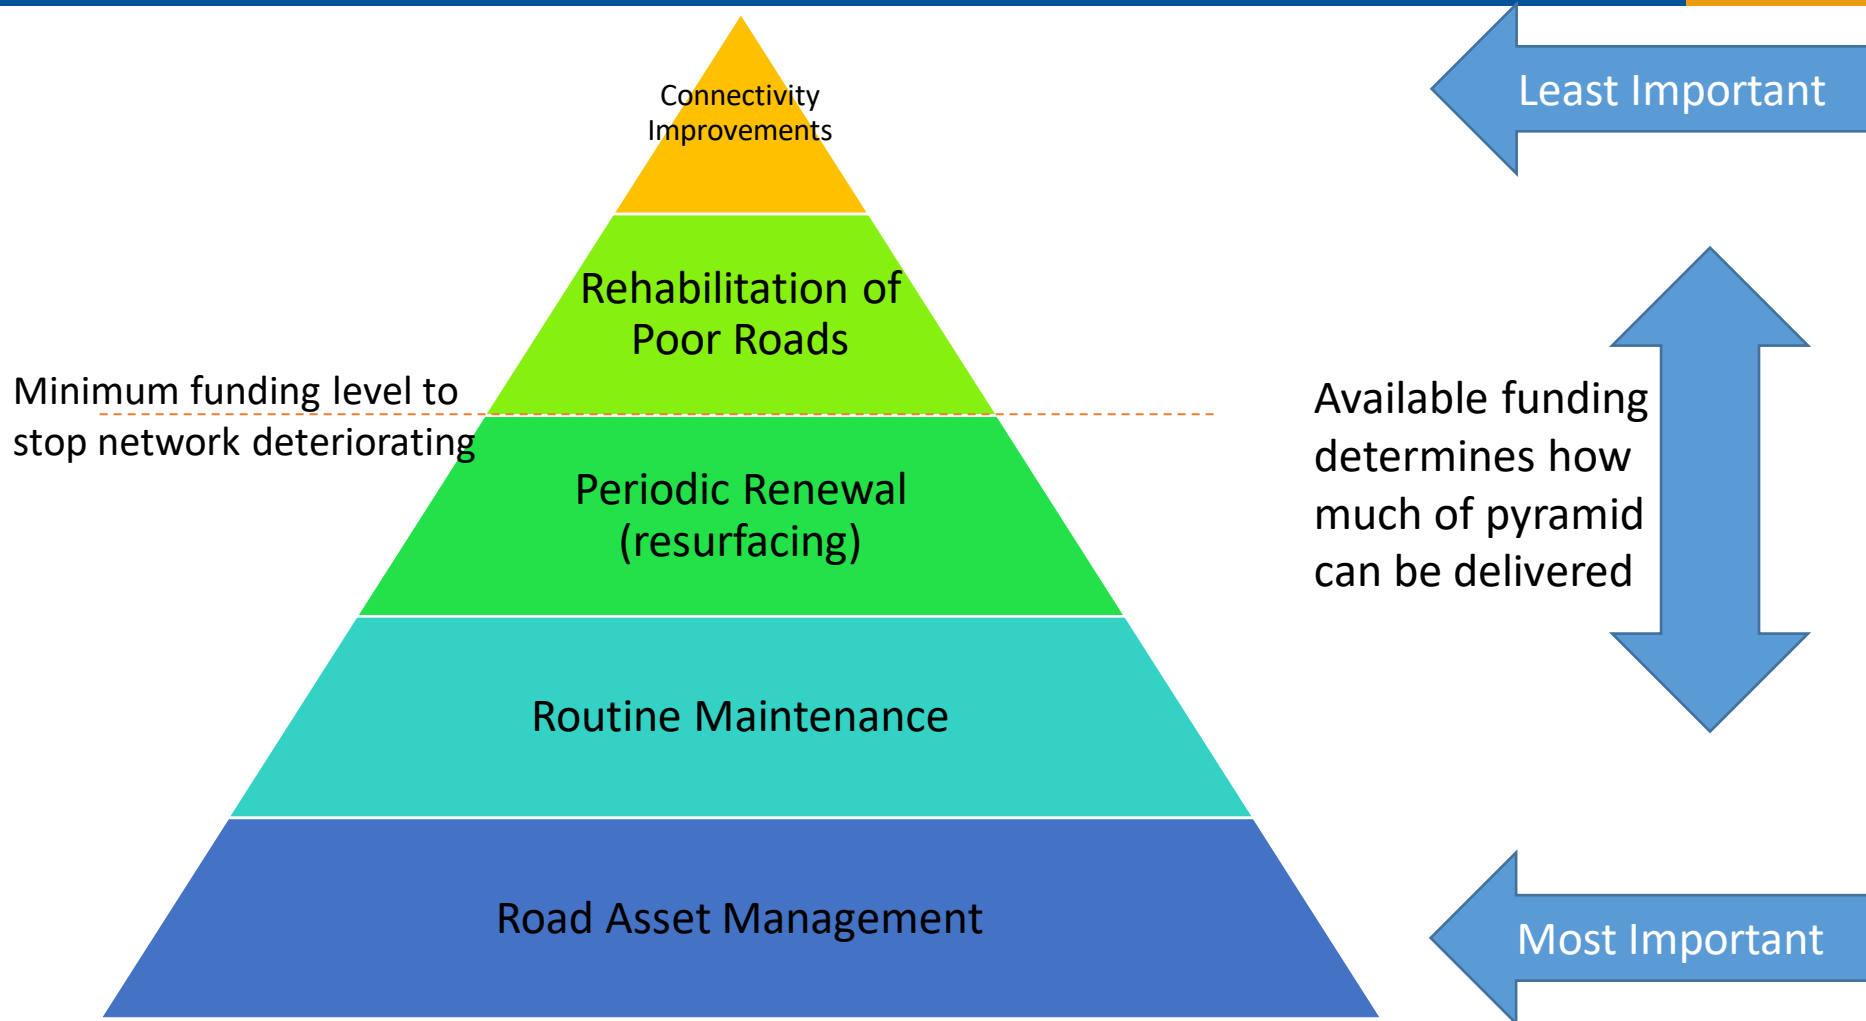 Connectivity
Improvements
Least Important
Rehabilitation of
Poor Roads
Minimum funding level to
stop network deteriorating
Available funding
determines how
much of pyramid
can be delivered
Periodic Renewal
(resurfacing)
Routine Maintenance
Road Asset Management
Most Important